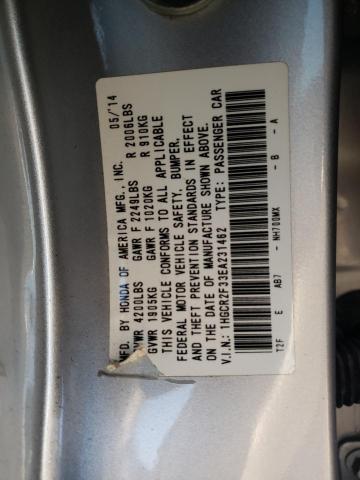 MFD. BY HONDA OF AMERICA MFG., INC. 05/'14
GVWR 4200LBS GAWR F 2249LBS R 2006LBS
GVWR 1905KG GAWR F 1020KG R 910KG
THIS VEHICLE CONFORMS TO ALL APPLICABLE
FEDERAL MOTOR VEHICLE SAFETY, BUMPER,
AND THEFT PREVENTION STANDARDS IN EFFECT
ON THE DATE OF MANUFACTURE SHOWN ABOVE.
V.I.N.: 1HGCR2F33EA231462 TYPE: PASSENGER CAR
T2F E AB7 - NH700MX - B - A